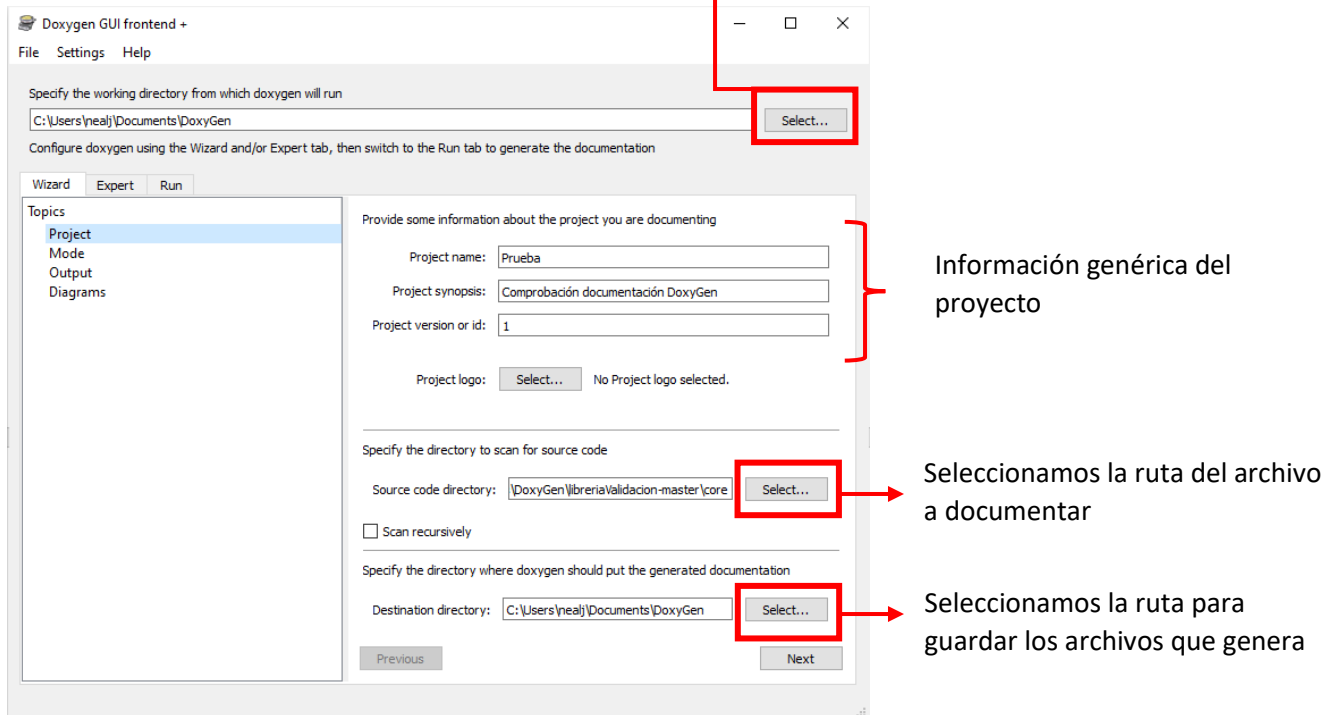 Doxygen GUI frontend +
File Settings Help
Specify the working directory from which doxygen will run
C:\Users\nealj\Documents\DoxyGen
Select...
Configure doxygen using the Wizard and/or Expert tab, then switch to the Run tab to generate the documentation
Wizard Expert Run
Topics
Project
Mode
Output
Diagrams
Provide some information about the project you are documenting
Project name: Prueba
Project synopsis: Comprobación documentación DoxyGen
Project version or id: 1
Project logo: Select... No Project logo selected.
Información genérica del
proyecto
Specify the directory to scan for source code
Source code directory: \DoxyGen\libreriaValidacion-master\core Select...
Scan recursively
Seleccionamos la ruta del archivo
a documentar
Specify the directory where doxygen should put the generated documentation
Destination directory: C:\Users\nealj\Documents\DoxyGen Select...
Seleccionamos la ruta para
guardar los archivos que genera
Previous Next